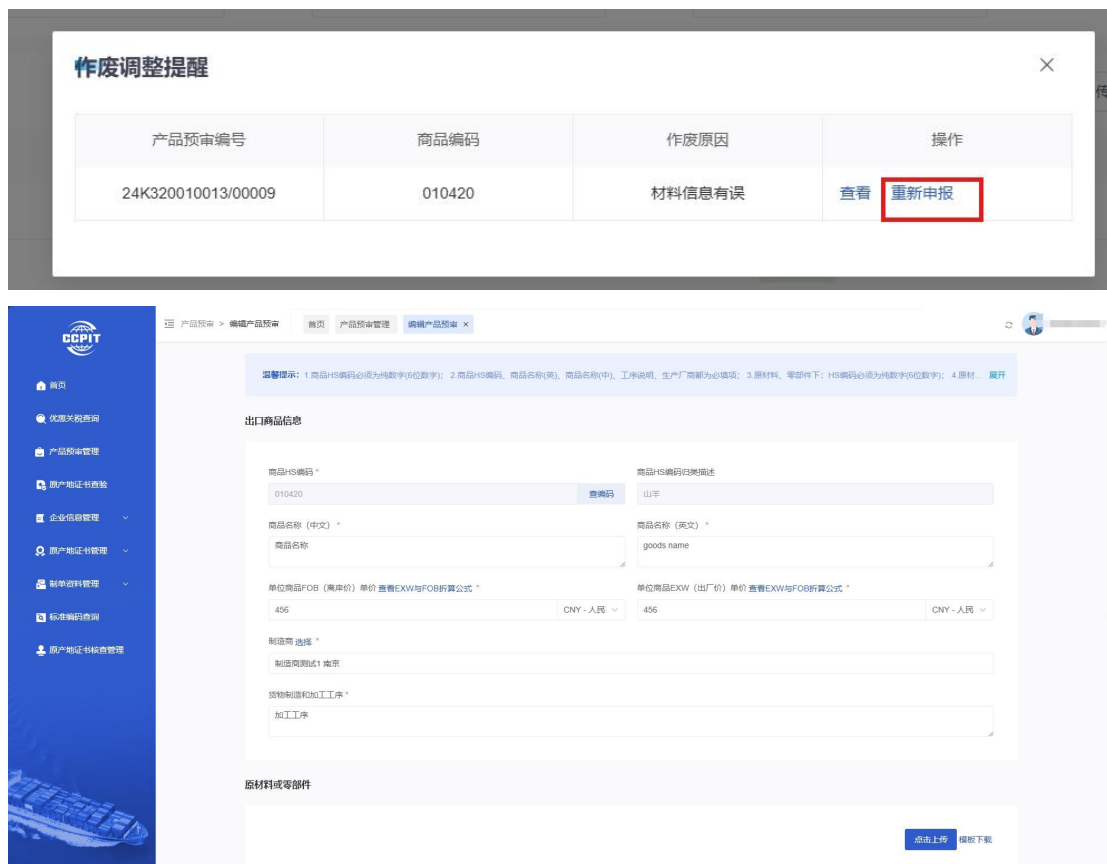 作废调整提醒
产品预审编号 商品编码 作废原因 操作
24K320010013/00009 010420 材料信息有误 查看 重新申报
传
CCPIT
产品预审 > 编辑产品预审 首页 产品预审管理 编辑产品预审 ×
温馨提示：1.商品HS编码必须为纯数字(6位数字)； 2.商品HS编码、商品名称(英)、商品名称(中)、工序说明、生产厂商都为必填项； 3.原材料、零部件下：HS编码必须为纯数字(6位数字)； 4.原材... 展开
首页
优惠关税查询
产品预审管理
原产地证书查验
企业信息管理
原产地证书管理
制单资料管理
标准编码查询
原产地证书核查管理
出口商品信息
商品HS编码 * 商品HS编码归类描述
010420 查编码 山羊
商品名称（中文） * 商品名称（英文） *
商品名称 goods name
单位商品FOB（离岸价）单价 查看EXW与FOB折算公式 * 单位商品EXW（出厂价）单价 查看EXW与FOB折算公式 *
456 CNY - 人民 456 CNY - 人民
制造商 选择 *
制造商测试1 南京
货物制造和加工工序 *
加工工序
原材料或零部件
点击上传 模板下载